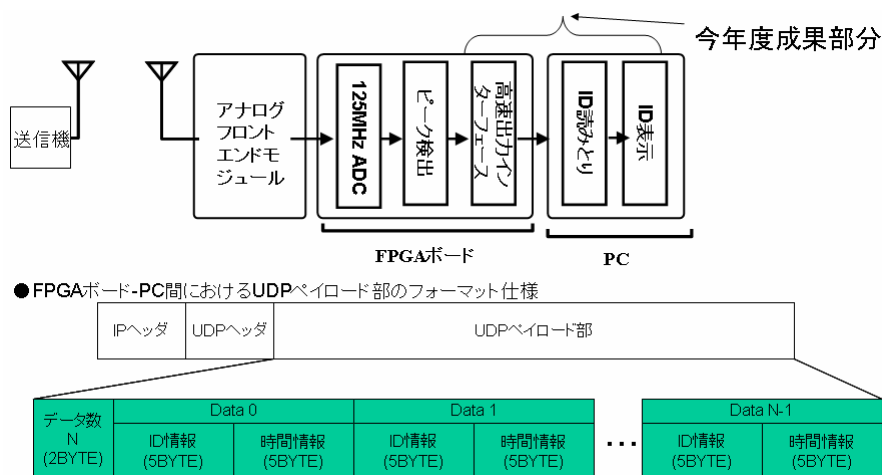 今年度成果部分
送信機
アナログ
フロント
エンドモ
ジュール
125MHz ADC
ピーク検出
高速出力イン
ターフェース
ID読みとり
ID表示
FPGAボード
PC
●FPGAボード-PC間におけるUDPペイロード部のフォーマット仕様
IPヘッダ
UDPヘッダ
UDPペイロード部
データ数
N
(2BYTE)
Data 0
Data 1
Data N-1
ID情報
(5BYTE)
時間情報
(5BYTE)
ID情報
(5BYTE)
時間情報
(5BYTE)
•••
ID情報
(5BYTE)
時間情報
(5BYTE)